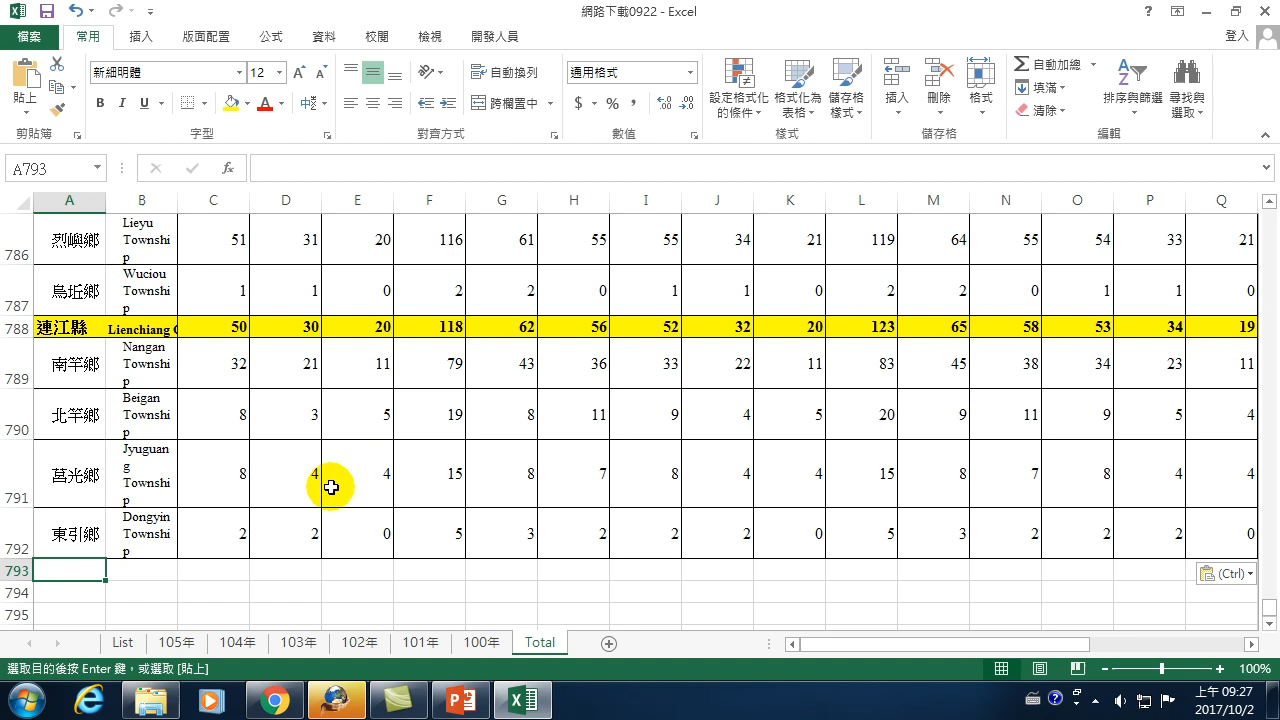 網路下載0922 - Excel
檔案 常用 插入 版面配置 公式 資料 校閱 檢視 開發人員 登入
貼上 剪貼簿
新細明體 12 B I U 中 字型
自動換列 跨欄置中 對齊方式
通用格式 $ % , 數值
設定格式化的條件 格式化為表格 儲存格樣式 樣式
插入 刪除 格式 儲存格
自動加總 填滿 清除 排序與篩選 尋找與選取 編輯
A793 fx
A B C D E F G H I J K L M N O P Q
786 烈嶼鄉 Lieyu Township 51 31 20 116 61 55 55 34 21 119 64 55 54 33 21
787 烏坵鄉 Wuciou Township 1 1 0 2 2 0 1 1 0 2 2 0 1 1 0
788 連江縣 Lienchiang C 50 30 20 118 62 56 52 32 20 123 65 58 53 34 19
789 南竿鄉 Nangan Township 32 21 11 79 43 36 33 22 11 83 45 38 34 23 11
790 北竿鄉 Beigan Township 8 3 5 19 8 11 9 4 5 20 9 11 9 5 4
791 莒光鄉 Jyuguang Township 8 4 4 15 8 7 8 4 4 15 8 7 8 4 4
792 東引鄉 Dongyin Township 2 2 0 5 3 2 2 2 0 5 3 2 2 2 0
793
(Ctrl)
794
795
List 105年 104年 103年 102年 101年 100年 Total
選取目的後按 Enter 鍵，或選取 [貼上] 100%
上午 09:27
2017/10/2